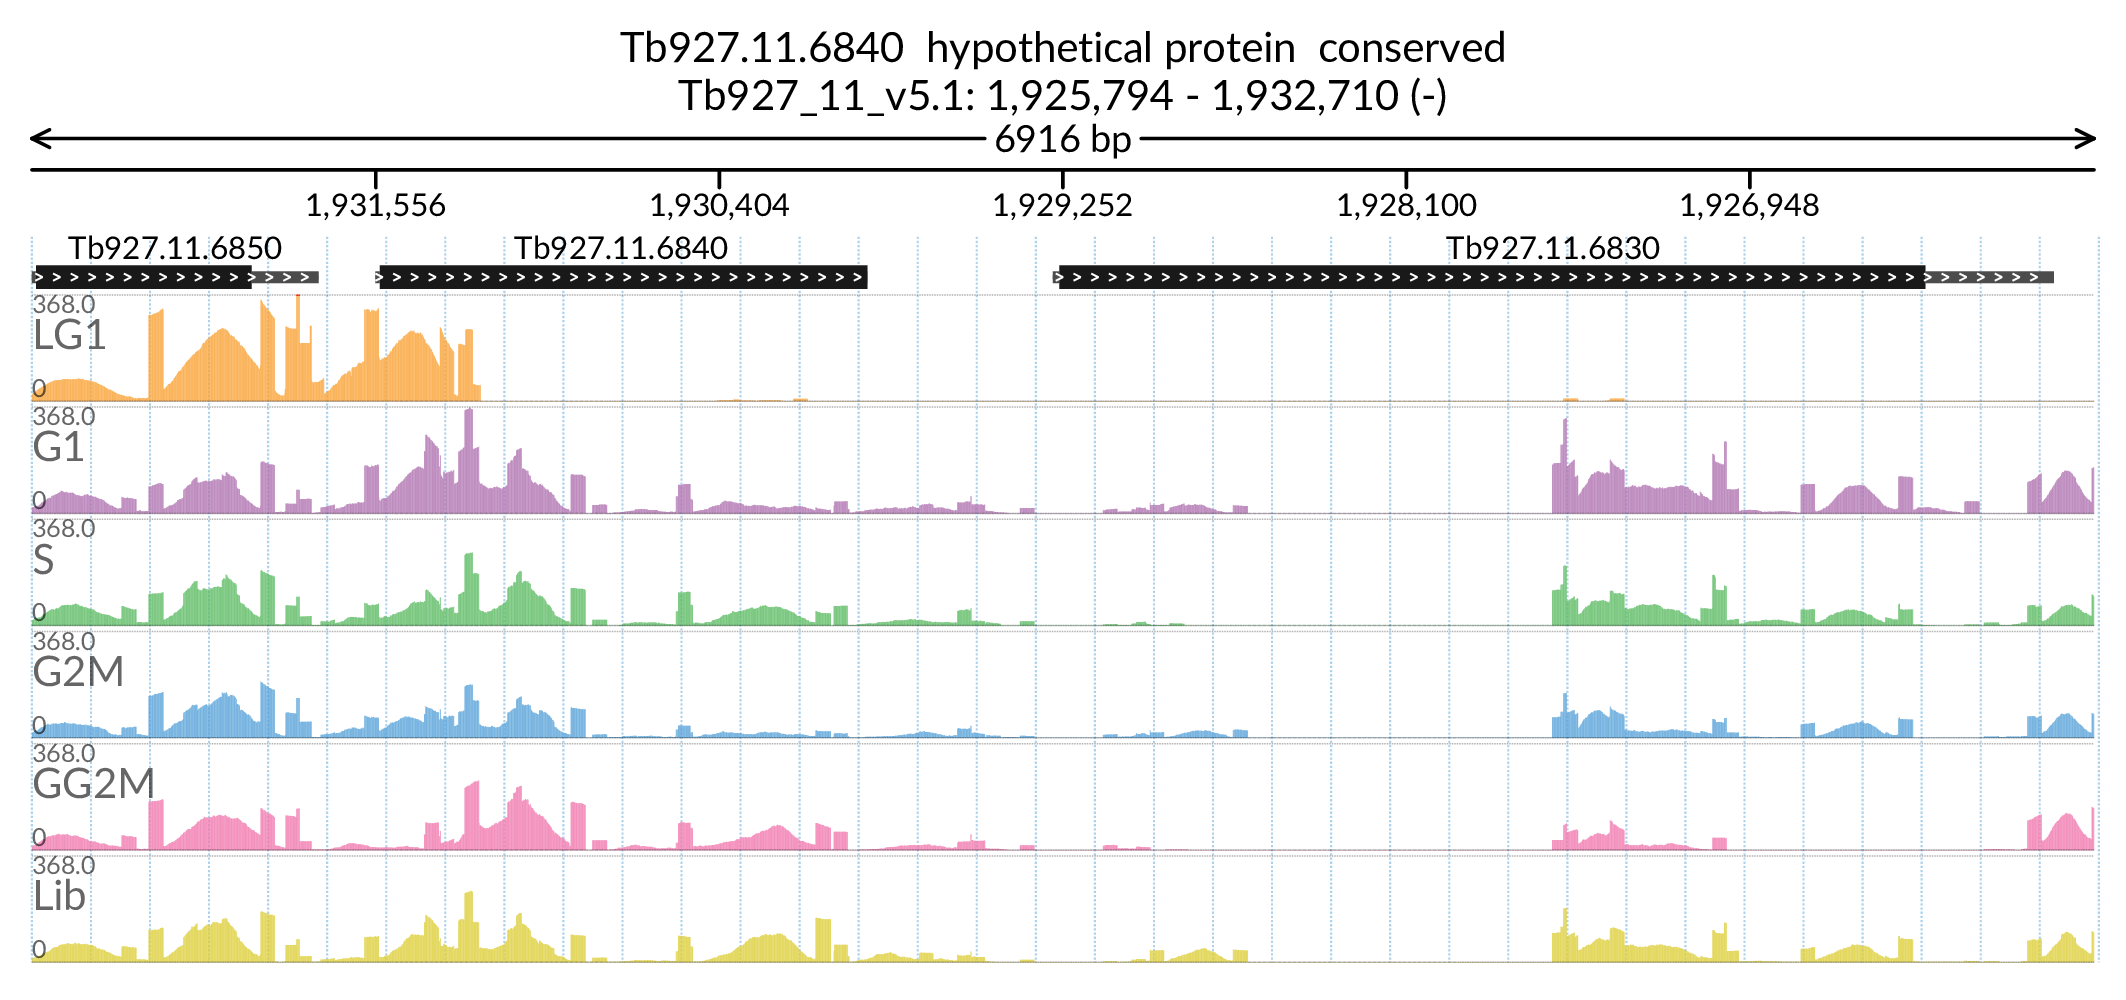 Tb927.11.6840 hypothetical protein conserved
Tb927_11_v5.1: 1,925,794 - 1,932,710 (-)
6916 bp
1,931,556 1,930,404 1,929,252 1,928,100 1,926,948
Tb927.11.6850 Tb927.11.6840 Tb927.11.6830
368.0
LG1
0
368.0
G1
0
368.0
S
0
368.0
G2M
0
368.0
GG2M
0
368.0
Lib
0